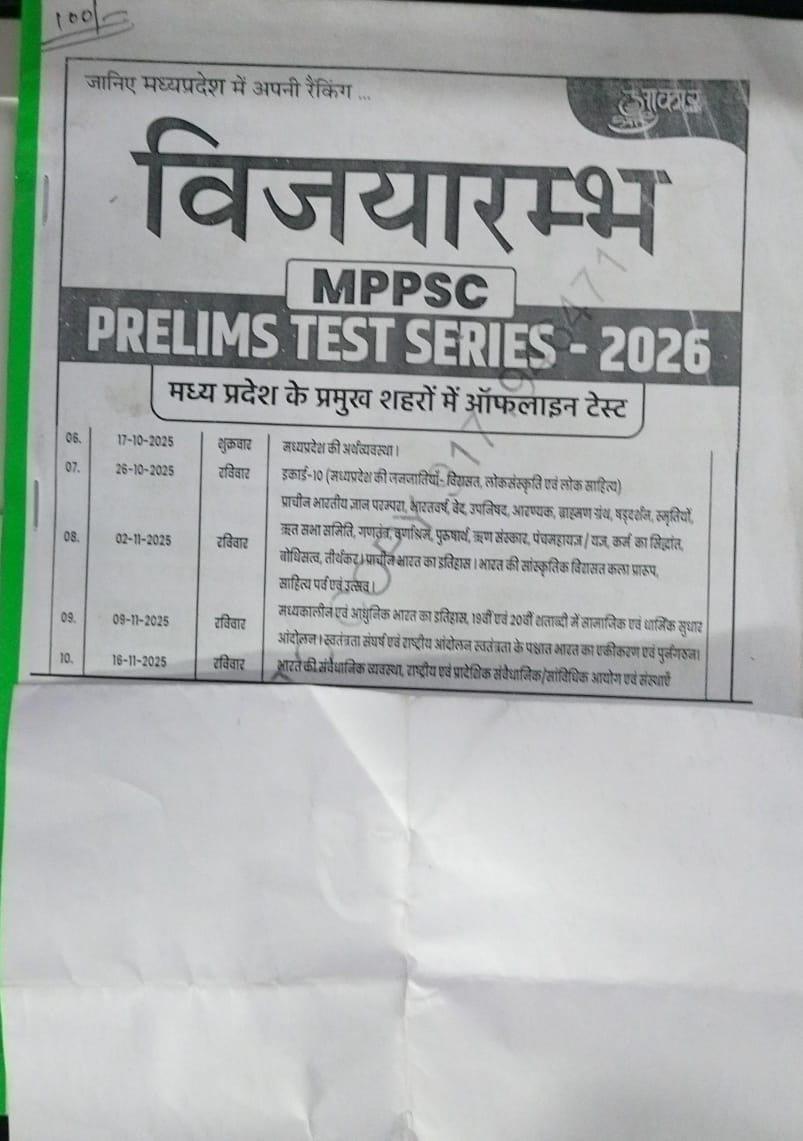 100/-
जानिए मध्यप्रदेश में अपनी रैंकिंग ...
आकार
विजयारम्भ
MPPSC
PRELIMS TEST SERIES - 2026
मध्य प्रदेश के प्रमुख शहरों में ऑफलाइन टेस्ट
06. 17-10-2025 शुक्रवार मध्यप्रदेश की अर्थव्यवस्था।
07. 26-10-2025 रविवार इकाई-10 (मध्यप्रदेश की जनजातियाँ- विरासत, लोकसंस्कृति एवं लोक साहित्य)
प्राचीन भारतीय ज्ञान परम्परा, भारतवर्ष, वेद, उपनिषद, आरण्यक, ब्राह्मण ग्रंथ, षड्दर्शन, स्मृतियों,
08. 02-11-2025 रविवार ऋत सभा समिति, गणतंत्र, वर्णाश्रम, पुरुषार्थ, ऋण संस्कार, पंचमहायज्ञ / यज्ञ, कर्म का सिद्धांत,
बोधिसत्व, तीर्थकर। प्राचीन भारत का इतिहास। भारत की सांस्कृतिक विरासत कला प्रारूप,
साहित्य पर्व एवं उत्सव।
09. 09-11-2025 रविवार मध्यकालीन एवं आधुनिक भारत का इतिहास, 19वीं एवं 20वीं शताब्दी में सामाजिक एवं धार्मिक सुधार
आंदोलन। स्वतंत्रता संघर्ष एवं राष्ट्रीय आंदोलन स्वतंत्रता के पश्चात भारत का एकीकरण एवं पुर्नगठन।
10. 16-11-2025 रविवार भारत की संवैधानिक व्यवस्था, राष्ट्रीय एवं प्रादेशिक संवैधानिक/सांविधिक आयोग एवं संस्थाएँ